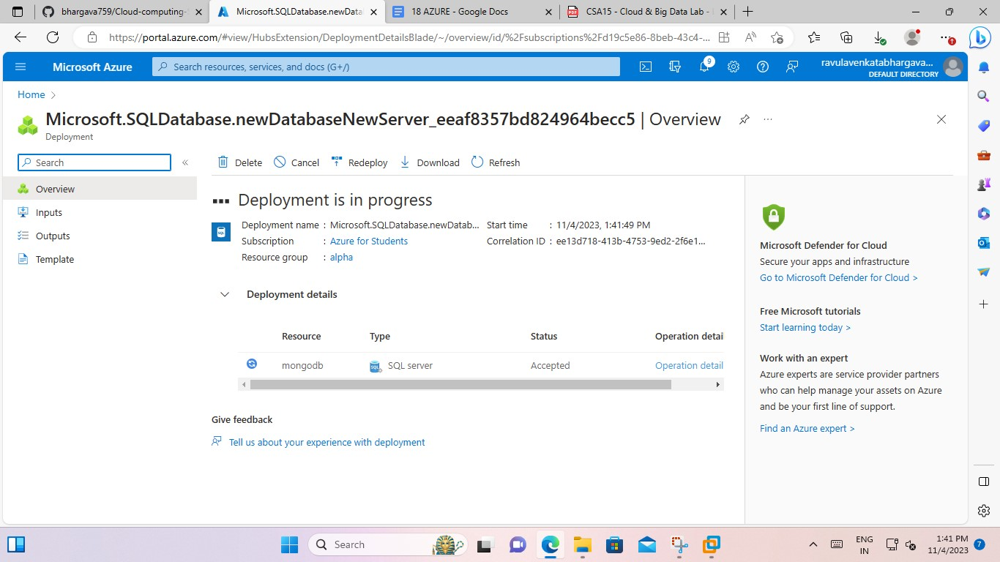 bhargava759/Cloud-computing-
Microsoft.SQLDatabase.newData
18 AZURE - Google Docs
CSA15 - Cloud & Big Data Lab -
https://portal.azure.com/#view/HubsExtension/DeploymentDetailsBlade/~/overview/id/%2Fsubscriptions%2Fd19c5e86-8beb-43c4-...
Microsoft Azure
Search resources, services, and docs (G+/)
9
ravulavenkatabhargava...
DEFAULT DIRECTORY
Home
Microsoft.SQLDatabase.newDatabaseNewServer_eeaf8357bd824964becc5 | Overview
Deployment
Search
Delete
Cancel
Redeploy
Download
Refresh
Overview
Inputs
Outputs
Template
Deployment is in progress
Deployment name : Microsoft.SQLDatabase.newDatab...
Subscription : Azure for Students
Resource group : alpha
Start time : 11/4/2023, 1:41:49 PM
Correlation ID : ee13d718-413b-4753-9ed2-2f6e1...
Deployment details
Resource Type Status Operation detai
mongodb SQL server Accepted Operation detail
Give feedback
Tell us about your experience with deployment
Microsoft Defender for Cloud
Secure your apps and infrastructure
Go to Microsoft Defender for Cloud >
Free Microsoft tutorials
Start learning today >
Work with an expert
Azure experts are service provider partners
who can help manage your assets on Azure
and be your first line of support.
Find an Azure expert >
Search
ENG
IN
1:41 PM
11/4/2023
7